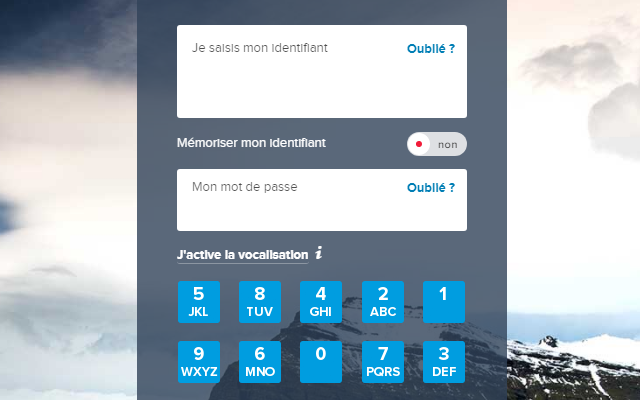 Je saisis mon identifiant
Oublié ?
Mémoriser mon identifiant
non
Mon mot de passe
Oublié ?
J'active la vocalisation i
5 8 4 2 1
JKL TUV GHI ABC
9 6 0 7 3
WXYZ MNO PQRS DEF